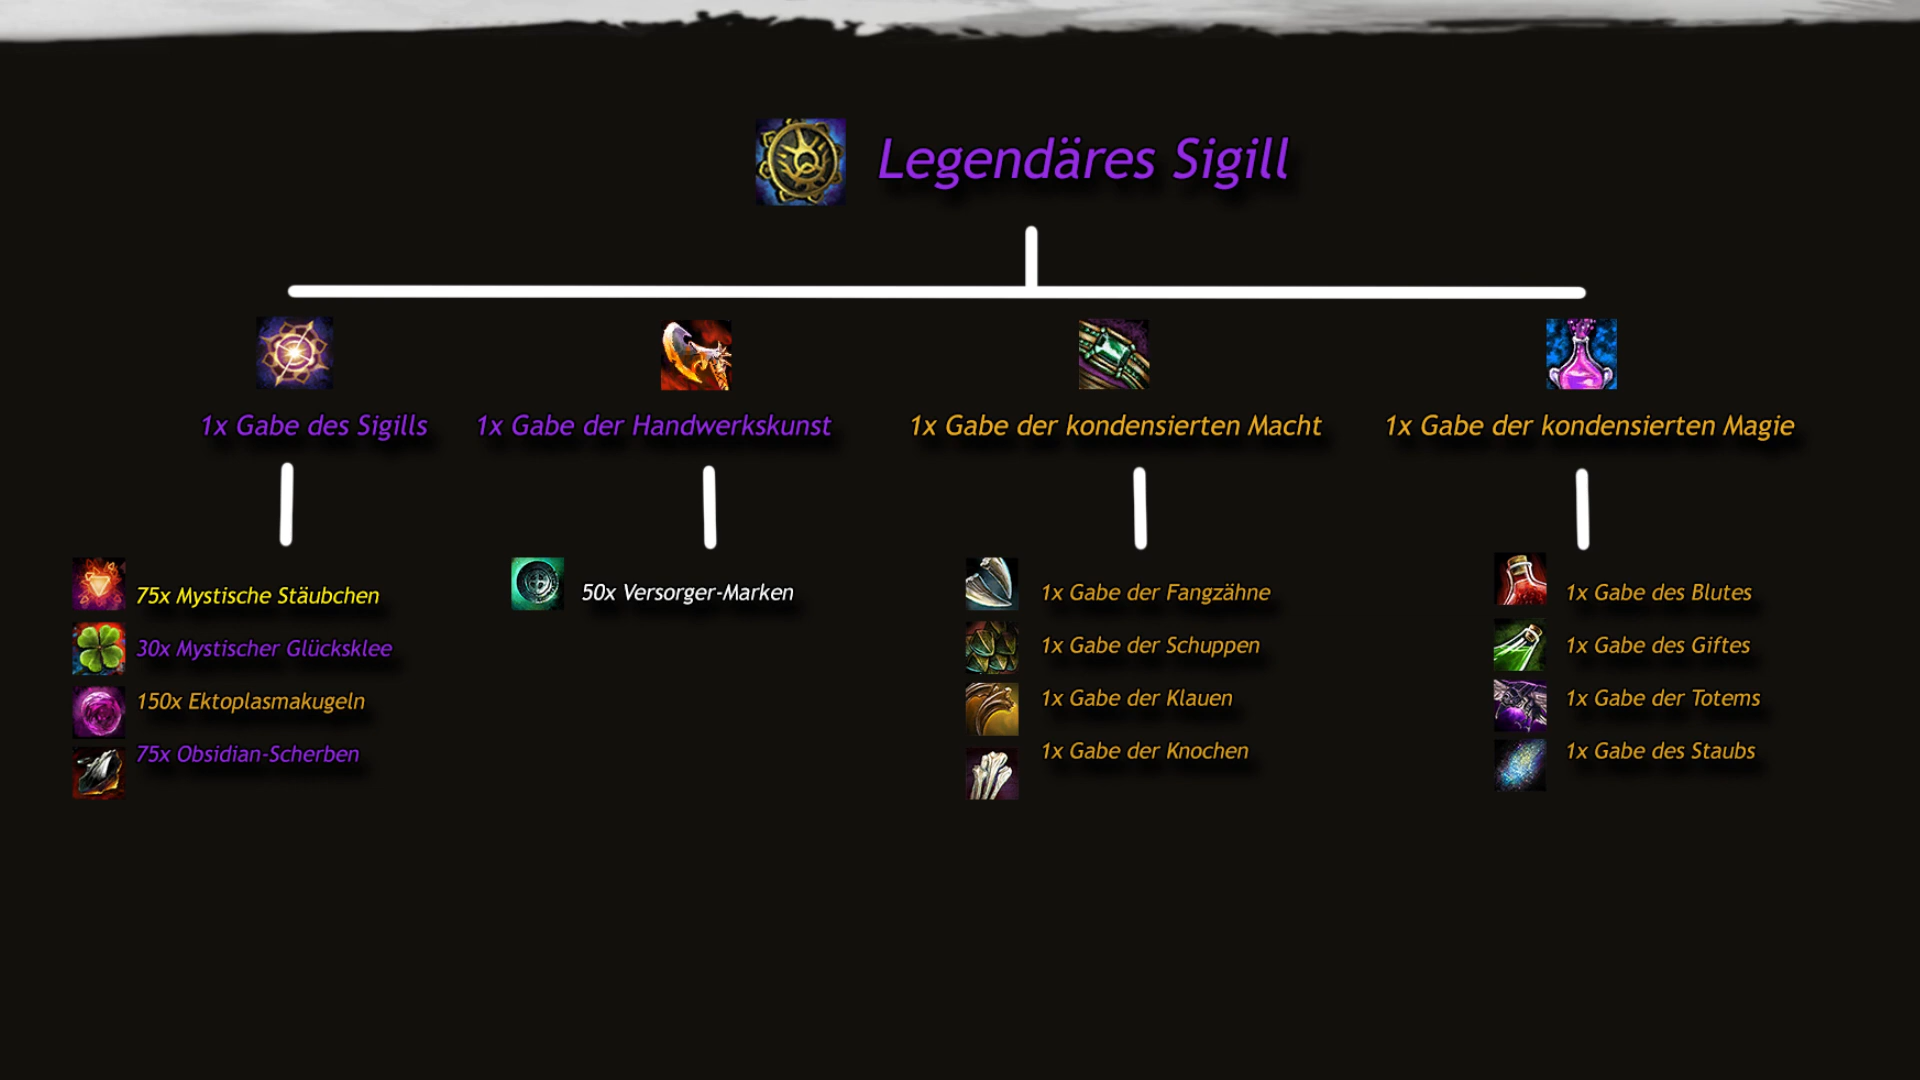 Legendäres Sigill
1x Gabe des Sigills
1x Gabe der Handwerkskunst
1x Gabe der kondensierten Macht
1x Gabe der kondensierten Magie
75x Mystische Stäubchen
30x Mystischer Glücksklee
150x Ektoplasmakugeln
75x Obsidian-Scherben
50x Versorger-Marken
1x Gabe der Fangzähne
1x Gabe der Schuppen
1x Gabe der Klauen
1x Gabe der Knochen
1x Gabe des Blutes
1x Gabe des Giftes
1x Gabe der Totems
1x Gabe des Staubs